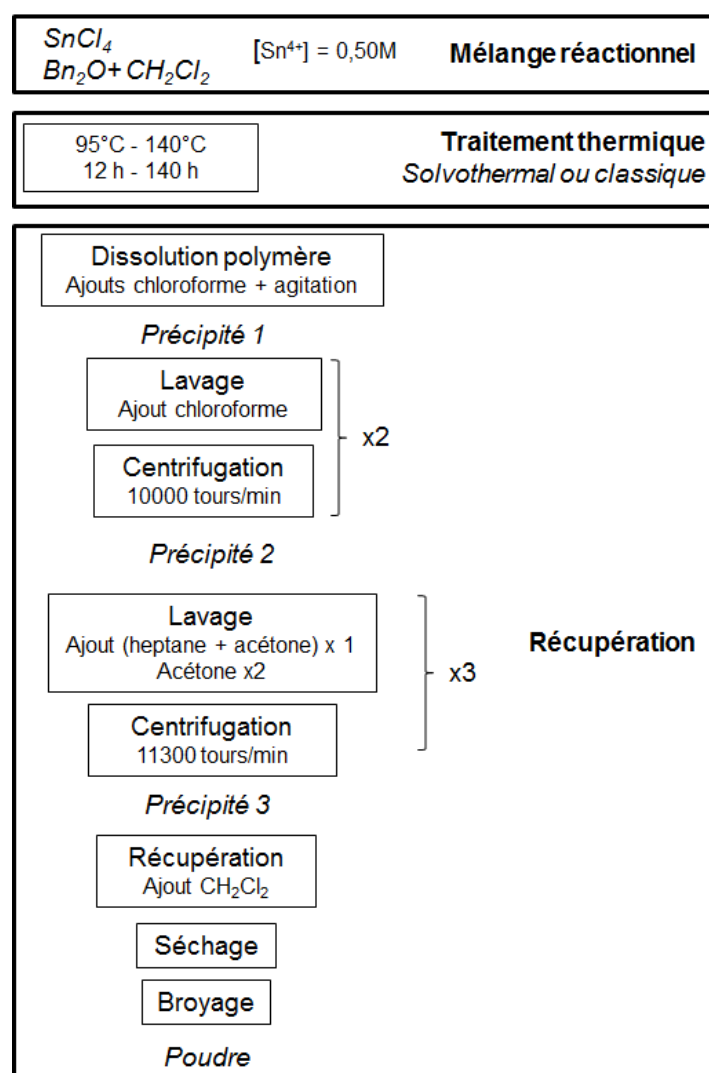 SnCl₄
Bn₂O+ CH₂Cl₂
[Sn⁴⁺] = 0,50M
Mélange réactionnel
95°C - 140°C
12 h - 140 h
Traitement thermique
Solvothermal ou classique
Dissolution polymère
Ajouts chloroforme + agitation
Précipité 1
Lavage
Ajout chloroforme
Centrifugation
10000 tours/min
x2
Précipité 2
Lavage
Ajout (heptane + acétone) x 1
Acétone x2
Centrifugation
11300 tours/min
x3
Récupération
Précipité 3
Récupération
Ajout CH₂Cl₂
Séchage
Broyage
Poudre